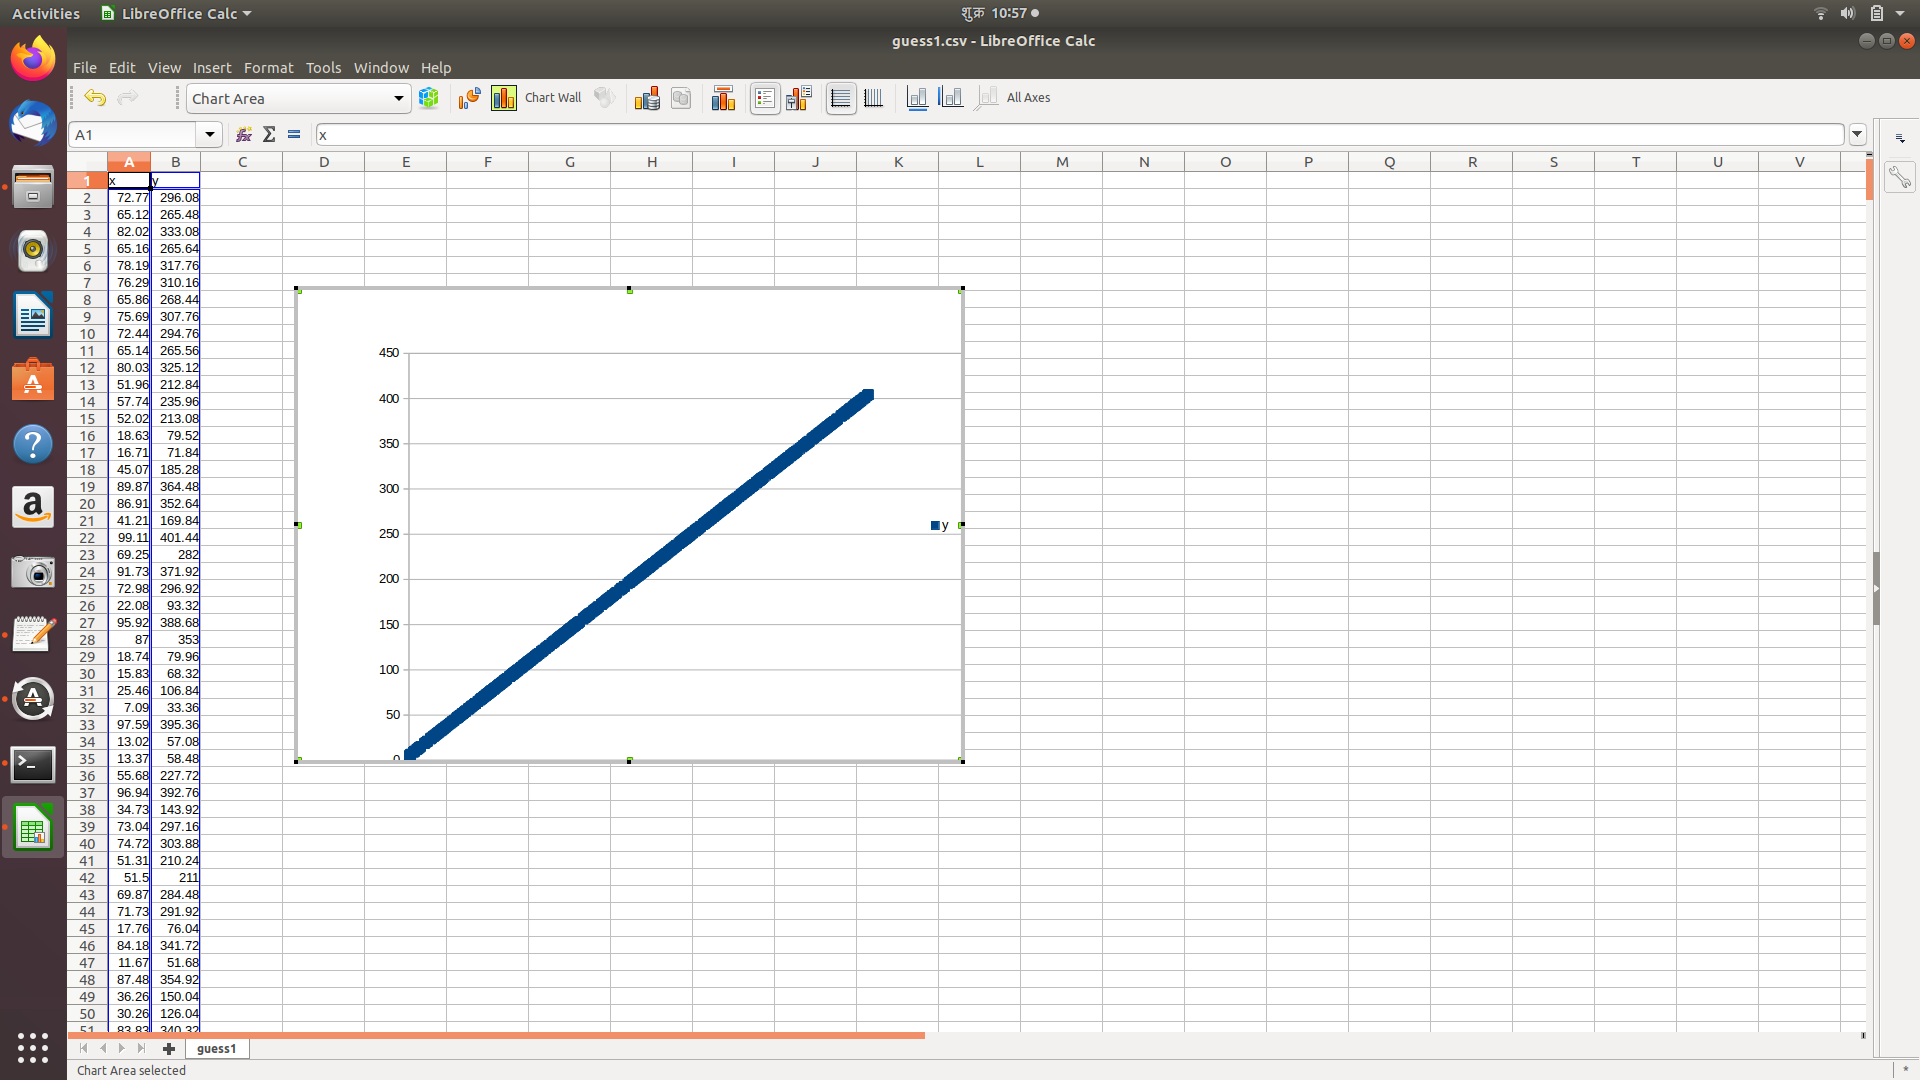 Activities LibreOffice Calc शुक्र 10:57
guess1.csv - LibreOffice Calc
File Edit View Insert Format Tools Window Help
Chart Area Chart Wall All Axes
A1 x
A B C D E F G H I J K L M N O P Q R S T U V
1 x y
2 72.77 296.08
3 65.12 265.48
4 82.02 333.08
5 65.16 265.64
6 78.19 317.76
7 76.29 310.16
8 65.86 268.44
9 75.69 307.76
10 72.44 294.76
11 65.14 265.56
12 80.03 325.12
13 51.96 212.84
14 57.74 235.96
15 52.02 213.08
16 18.63 79.52
17 16.71 71.84
18 45.07 185.28
19 89.87 364.48
20 86.91 352.64
21 41.21 169.84
22 99.11 401.44
23 69.25 282
24 91.73 371.92
25 72.98 296.92
26 22.08 93.32
27 95.92 388.68
28 87 353
29 18.74 79.96
30 15.83 68.32
31 25.46 106.84
32 7.09 33.36
33 97.59 395.36
34 13.02 57.08
35 13.37 58.48
36 55.68 227.72
37 96.94 392.76
38 34.73 143.92
39 73.04 297.16
40 74.72 303.88
41 51.31 210.24
42 51.5 211
43 69.87 284.48
44 71.73 291.92
45 17.76 76.04
46 84.18 341.72
47 11.67 51.68
48 87.48 354.92
49 36.26 150.04
50 30.26 126.04
51 83.83 340.32
450
400
350
300
250
200
150
100
50
0
y
guess1
Chart Area selected